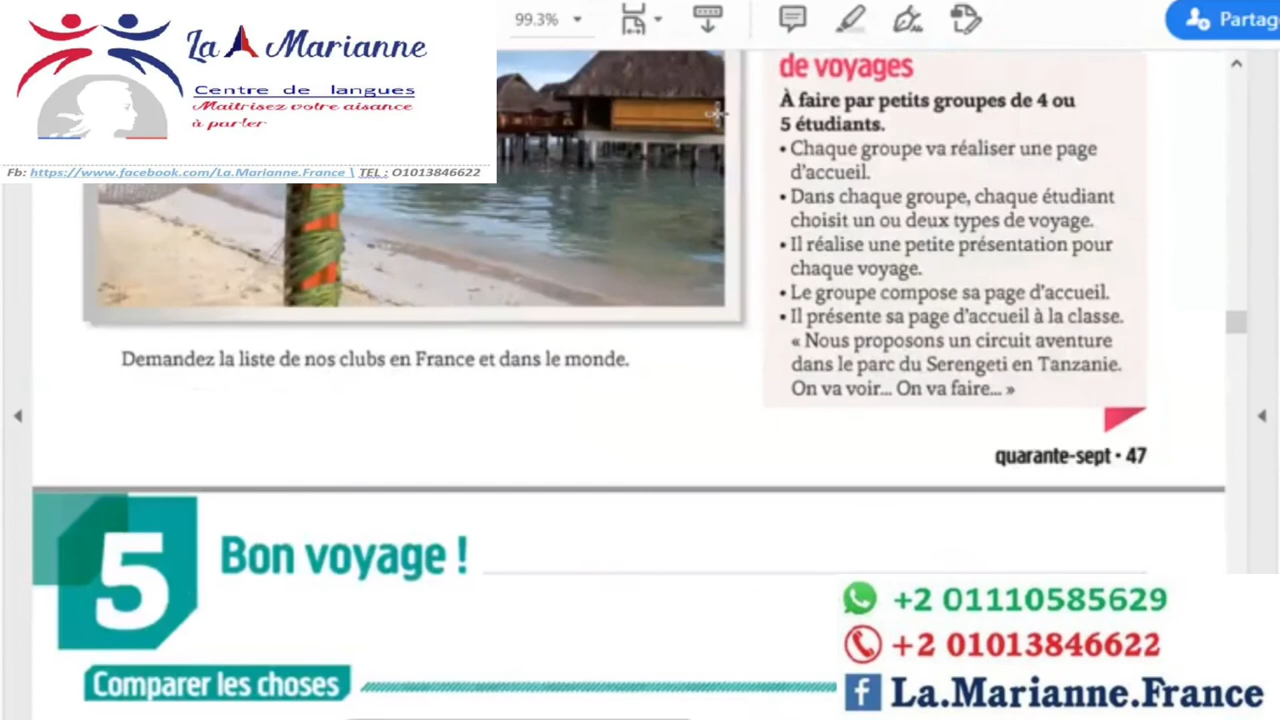 La Marianne
Centre de langues
Maîtrisez votre aisance
à parler
Fb: https://www.facebook.com/La.Marianne.France \ TEL : O1013846622
99.3%
Partag
de voyages
À faire par petits groupes de 4 ou
5 étudiants.
• Chaque groupe va réaliser une page
d'accueil.
• Dans chaque groupe, chaque étudiant
choisit un ou deux types de voyage.
• Il réalise une petite présentation pour
chaque voyage.
• Le groupe compose sa page d'accueil.
• Il présente sa page d'accueil à la classe.
« Nous proposons un circuit aventure
dans le parc du Serengeti en Tanzanie.
On va voir... On va faire... »
Demandez la liste de nos clubs en France et dans le monde.
quarante-sept • 47
5
Bon voyage !
Comparer les choses
+2 01110585629
+2 01013846622
La.Marianne.France